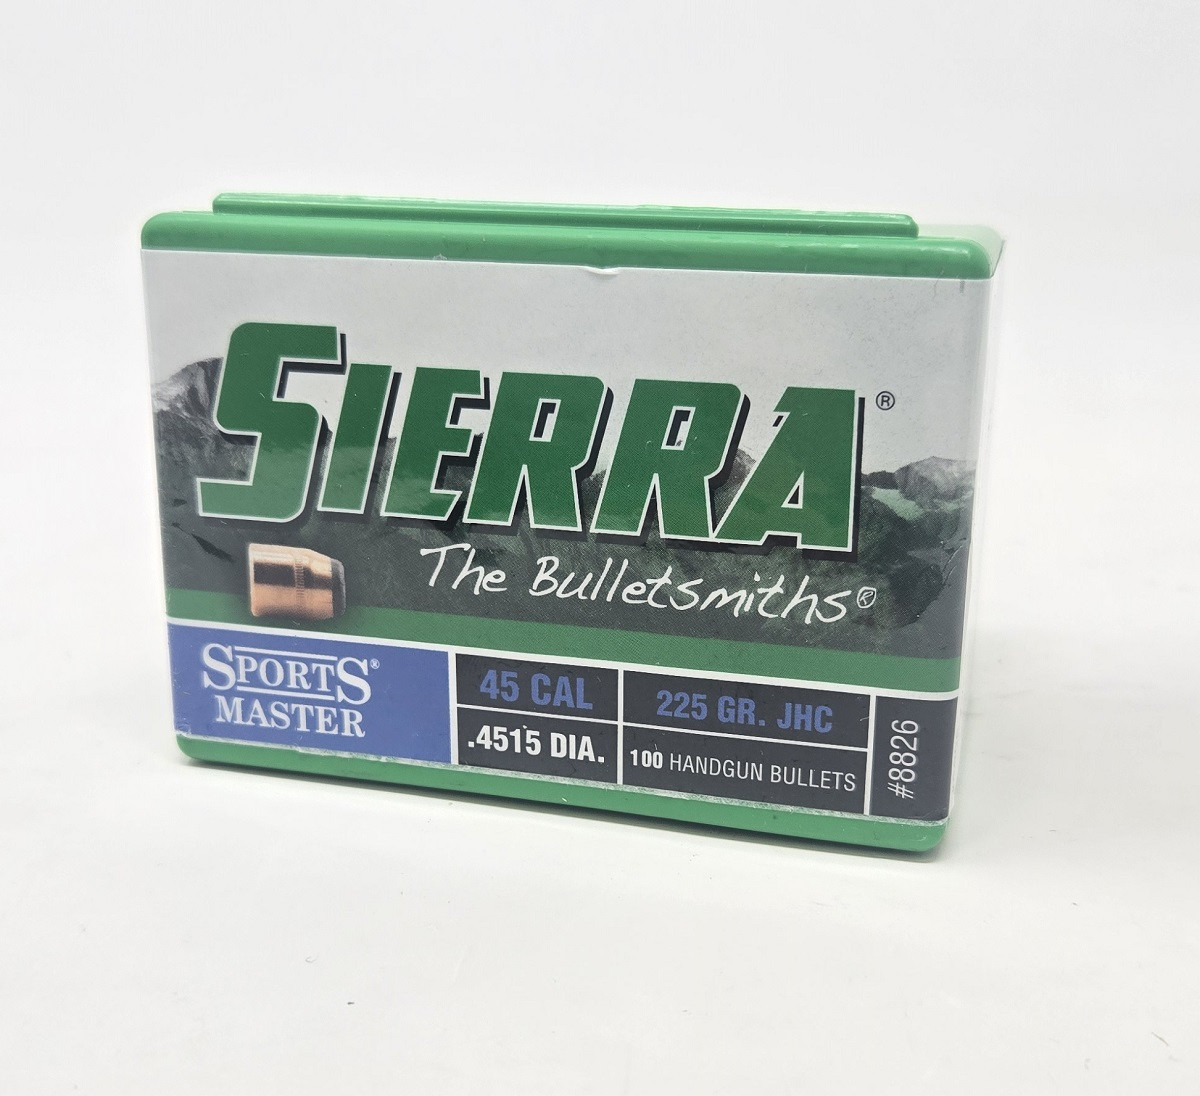 SIERRA®
The Bulletsmiths®
SPORTS®
MASTER
45 CAL
.4515 DIA.
225 GR. JHC
100 HANDGUN BULLETS
#8826